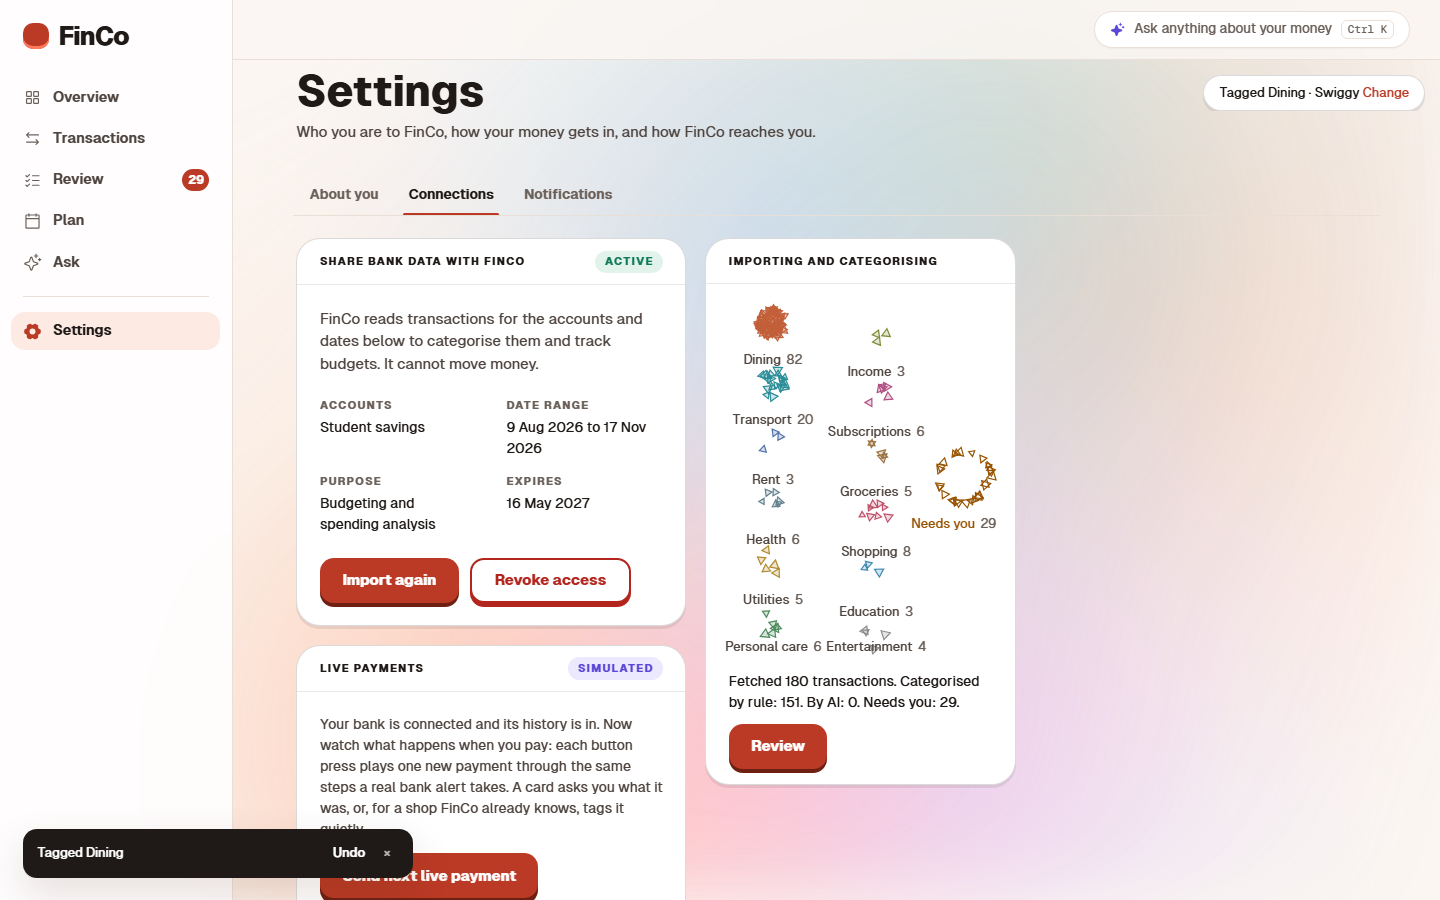 FinCo
Ask anything about your money Ctrl K
Overview
Transactions
Review 29
Plan
Ask
Settings
Settings
Who you are to FinCo, how your money gets in, and how FinCo reaches you.
Tagged Dining · Swiggy Change
About you Connections Notifications
SHARE BANK DATA WITH FINCO ACTIVE
FinCo reads transactions for the accounts and
dates below to categorise them and track
budgets. It cannot move money.
ACCOUNTS
Student savings
DATE RANGE
9 Aug 2026 to 17 Nov
2026
PURPOSE
Budgeting and
spending analysis
EXPIRES
16 May 2027
Import again Revoke access
LIVE PAYMENTS SIMULATED
Your bank is connected and its history is in. Now
watch what happens when you pay: each button
press plays one new payment through the same
steps a real bank alert takes. A card asks you what it
was, or, for a shop FinCo already knows, tags it
quietly.
Send next live payment
IMPORTING AND CATEGORISING
Dining 82
Income 3
Transport 20
Subscriptions 6
Rent 3
Groceries 5
Needs you 29
Health 6
Shopping 8
Utilities 5
Education 3
Personal care 6 Entertainment 4
Fetched 180 transactions. Categorised
by rule: 151. By AI: 0. Needs you: 29.
Review
Tagged Dining Undo ×